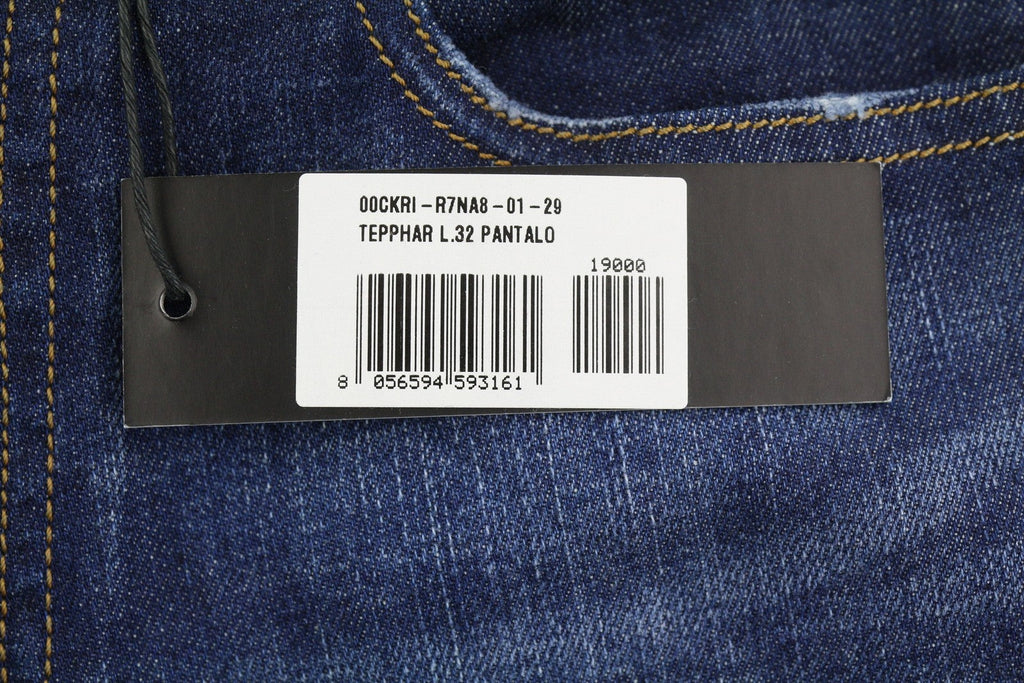 00CKRI-R7NA8-01-29
TEPPHAR L.32 PANTALO
19000
8 056594 593161